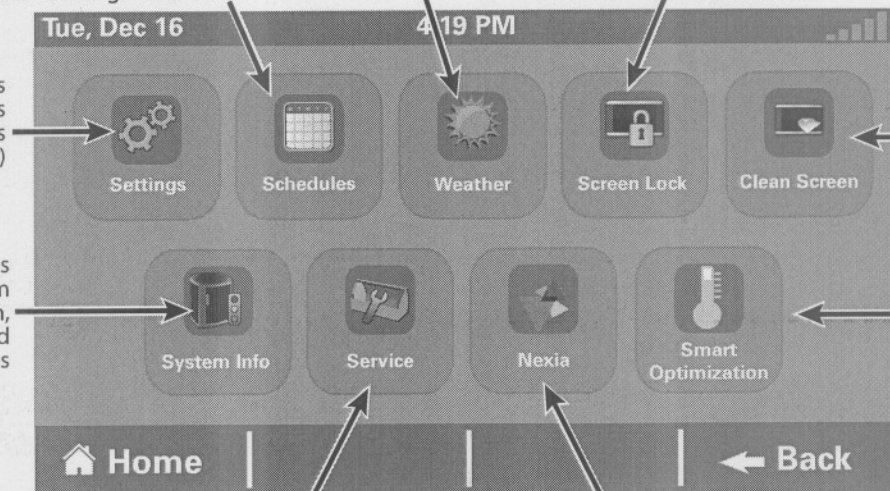 Tue, Dec 16
4:19 PM
s
s
s
)
Settings
Schedules
Weather
Screen Lock
Clean Screen
s
m
n,
d
s
System Info
Service
Nexia
Smart
Optimization
Home
Back